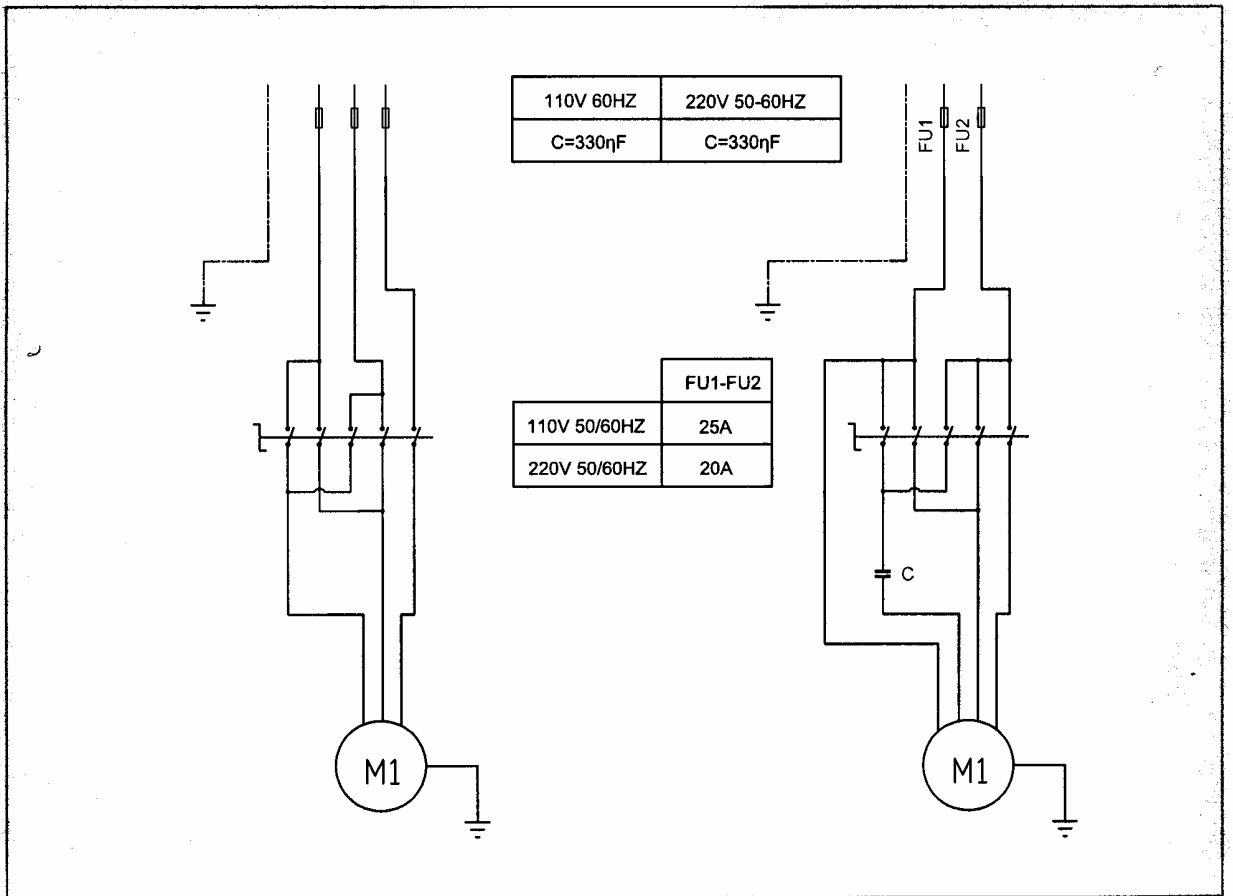 110V 60HZ 220V 50-60HZ
C=330ηF C=330ηF
FU1
FU2
FU1-FU2
110V 50/60HZ 25A
220V 50/60HZ 20A
C
M1
M1